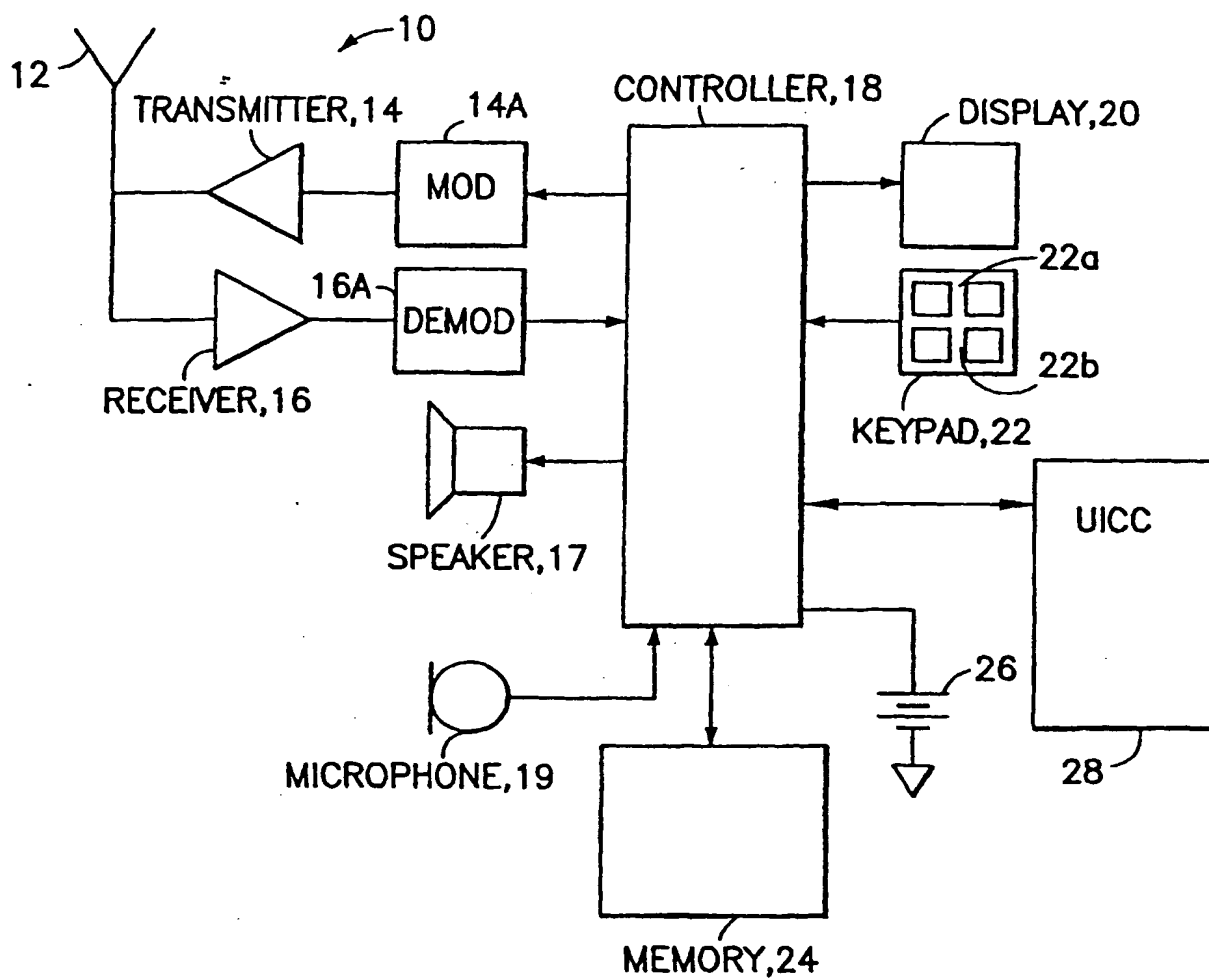 10
12
TRANSMITTER,14
14A
MOD
CONTROLLER,18
DISPLAY,20
16A
DEMOD
22a
22b
RECEIVER,16
KEYPAD,22
SPEAKER,17
UICC
26
28
MICROPHONE,19
MEMORY,24